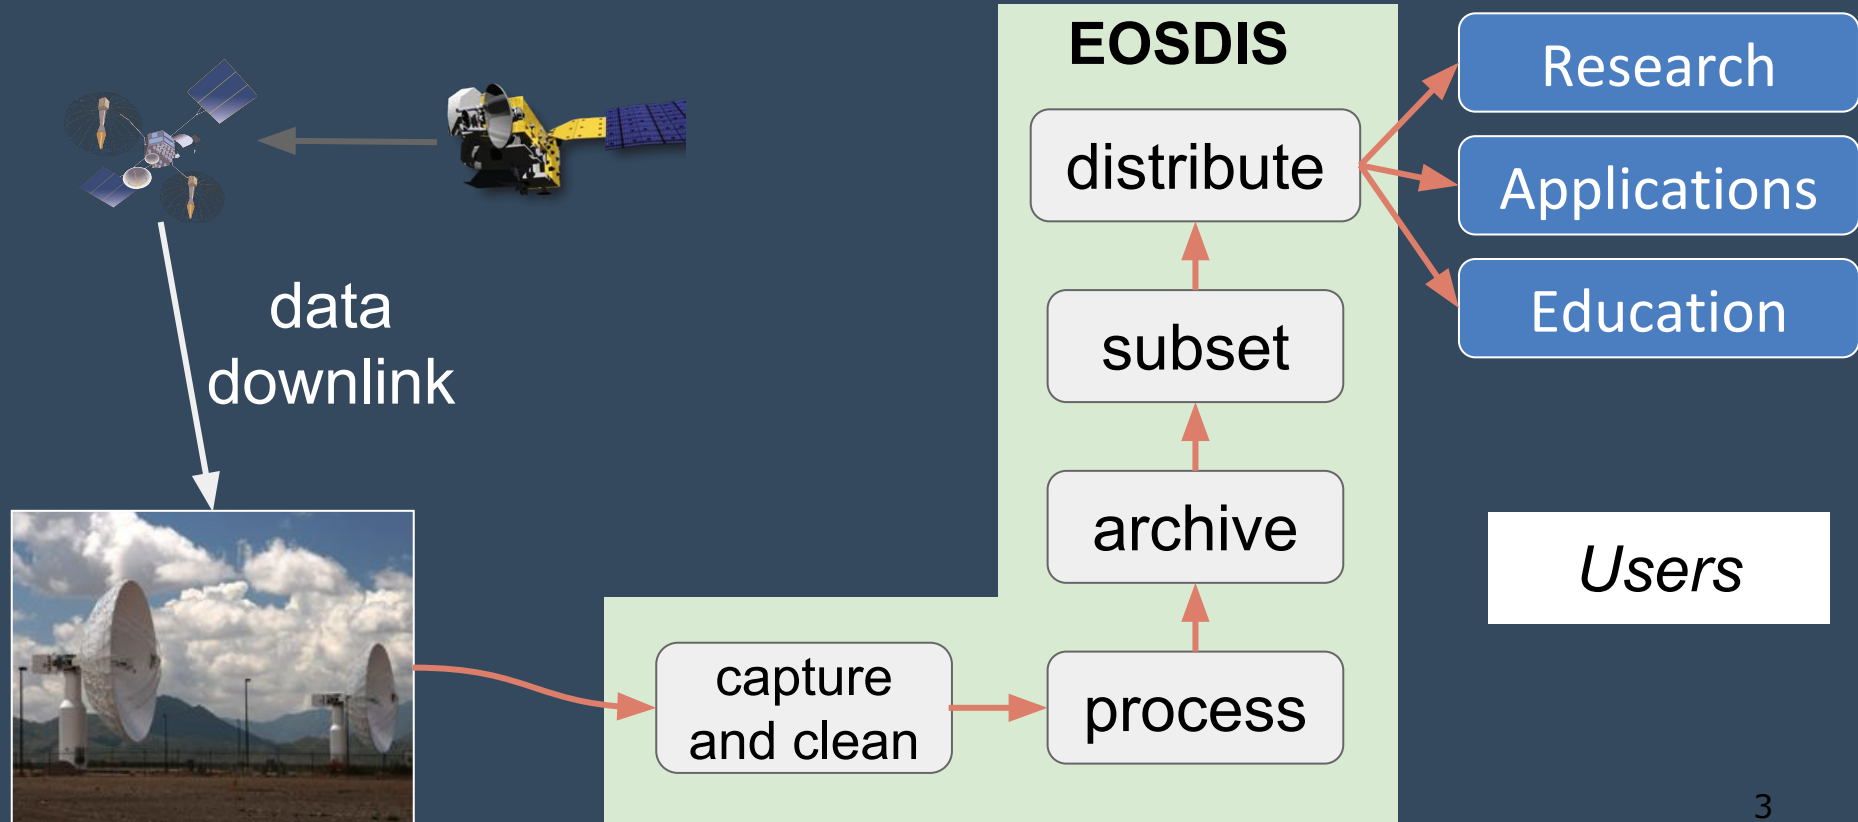 EOSDIS
distribute
subset
archive
process
capture
and clean
data
downlink
Research
Applications
Education
Users
3